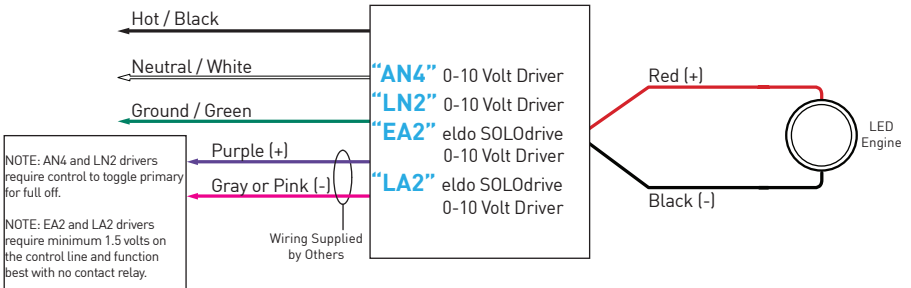 Hot / Black
Neutral / White
Ground / Green
Purple (+)
Gray or Pink (-)
NOTE: AN4 and LN2 drivers
require control to toggle primary
for full off.
NOTE: EA2 and LA2 drivers
require minimum 1.5 volts on
the control line and function
best with no contact relay.
Wiring Supplied
by Others
“AN4” 0-10 Volt Driver
“LN2” 0-10 Volt Driver
“EA2” eldo SOLOdrive
0-10 Volt Driver
“LA2” eldo SOLOdrive
0-10 Volt Driver
Red (+)
Black (-)
LED
Engine